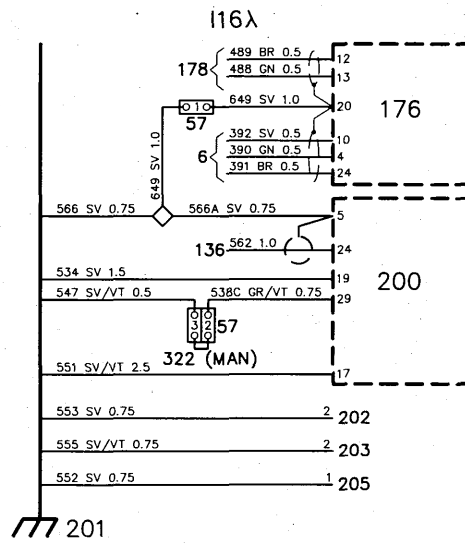 I16λ
489 BR 0.5 12
178 488 GN 0.5 13
649 SV 1.0 20 176
1
57
392 SV 0.5 10
6 390 GN 0.5 4
391 BR 0.5 24
649 SV 1.0
566 SV 0.75 566A SV 0.75 5
136 562 1.0 24
534 SV 1.5 19 200
547 SV/VT 0.5 538C GR/VT 0.75 29
3 2 57
322 (MAN)
551 SV/VT 2.5 17
553 SV 0.75 2 202
555 SV/VT 0.75 2 203
552 SV 0.75 1 205
201